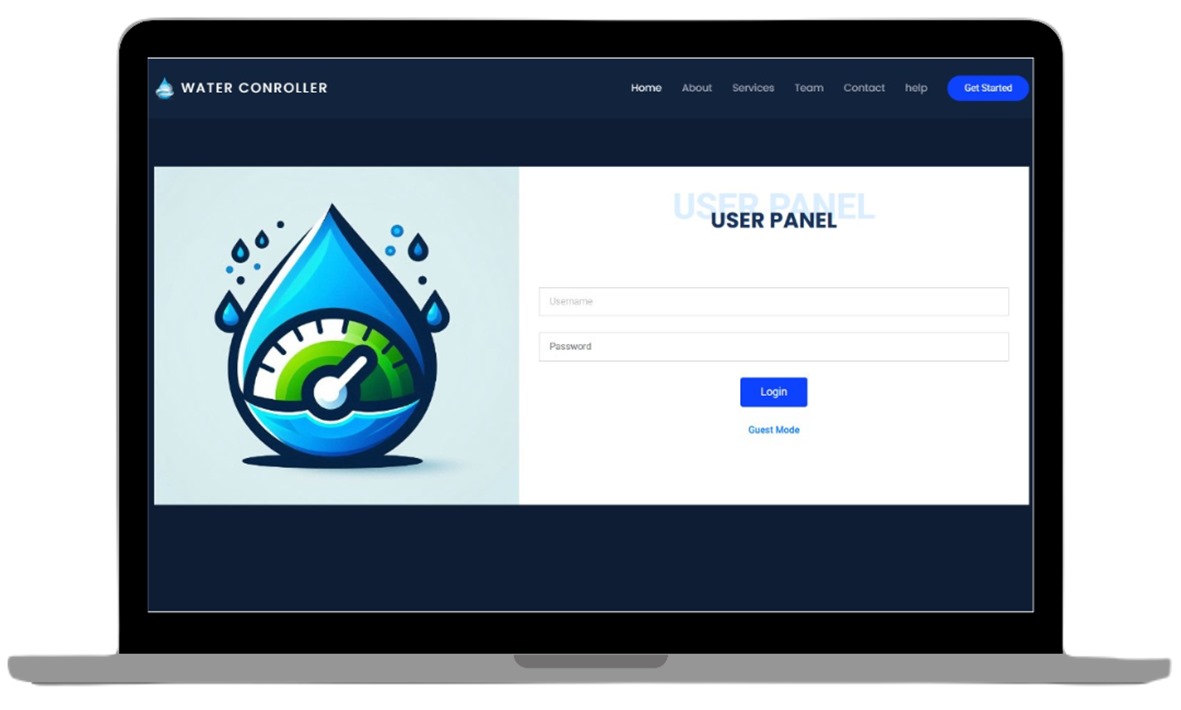 WATER CONROLLER
Home About Services Team Contact help Get Started
USER PANEL
USER PANEL
Username
Password
Login
Guest Mode